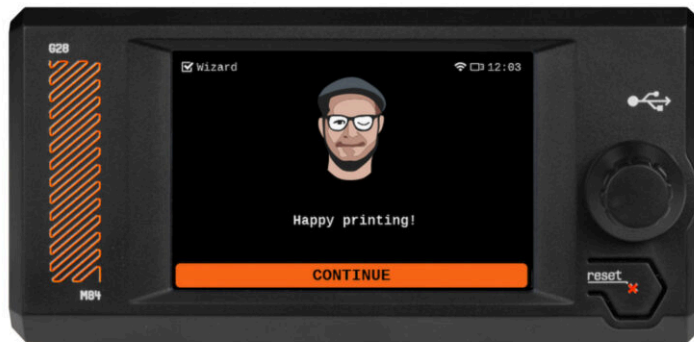 G28
Wizard
12:03
Happy printing!
CONTINUE
reset
M84